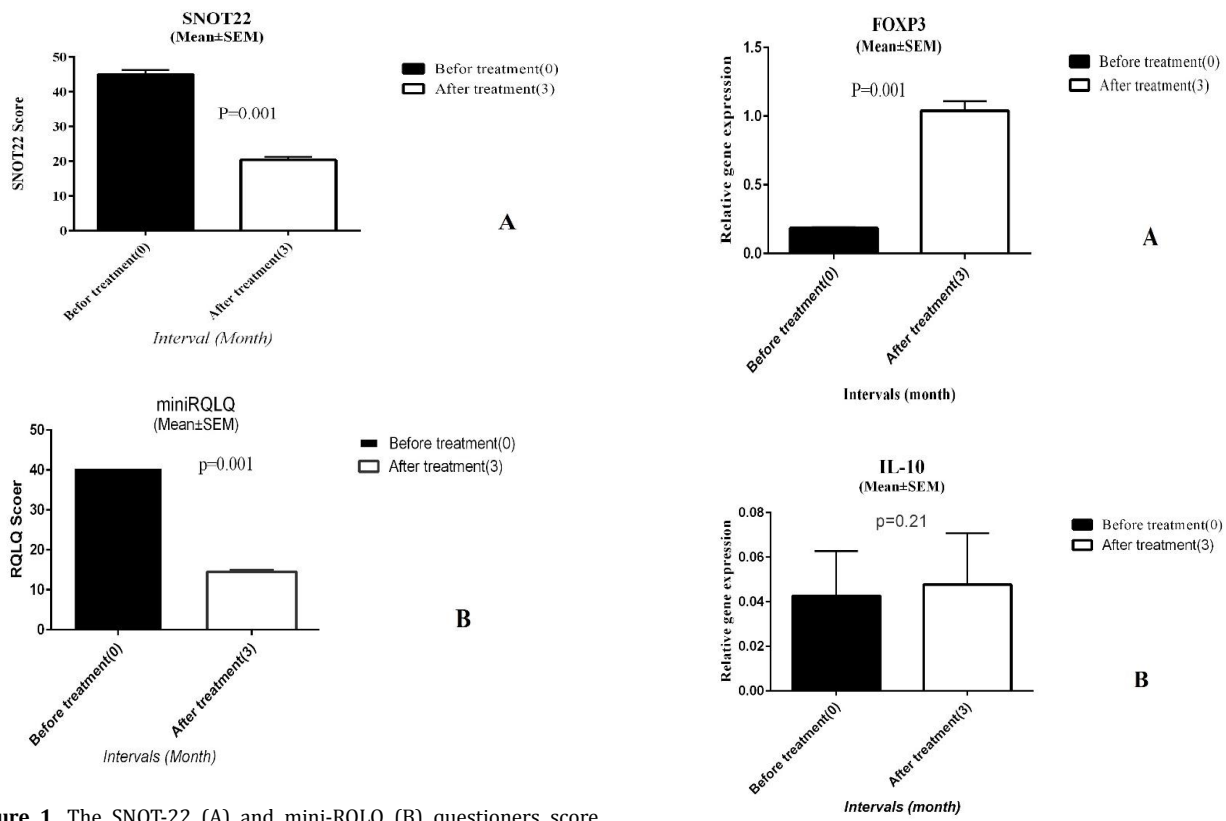 SNOT22
(Mean±SEM)
50
40
30
20
10
0
SNOT22 Score
P=0.001
Befor treatment(0)
After treatment(3)
Befor treatment(0)
After treatment(3)
Interval (Month)
A
miniRQLQ
(Mean±SEM)
50
40
30
20
10
0
RQLQ Scoer
p=0.001
Before treatment(0)
After treatment(3)
Before treatment(0)
After treatment(3)
Intervals (Month)
B
ure 1. The SNOT-22 (A) and mini-RQLQ (B) questioners score
FOXP3
(Mean±SEM)
1.5
1.0
0.5
0.0
Relative gene expression
P=0.001
Before treatment(0)
After treatment(3)
Before treatment(0)
After treatment(3)
Intervals (month)
A
IL-10
(Mean±SEM)
0.08
0.06
0.04
0.02
0.00
Relative gene expression
p=0.21
Before treatment(0)
After treatment(3)
Before treatment(0)
After treatment(3)
Intervals (month)
B